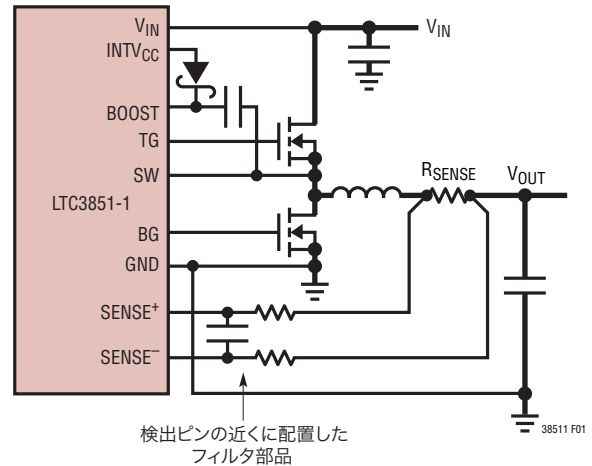 VIN
INTVCC
BOOST
TG
SW
LTC3851-1
BG
GND
SENSE+
SENSE–
VIN
RSENSE
VOUT
検出ピンの近くに配置した
フィルタ部品
38511 F01